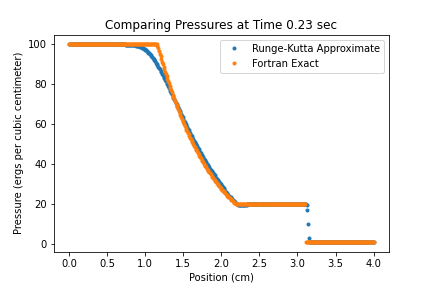 Comparing Pressures at Time 0.23 sec
Runge-Kutta Approximate
Fortran Exact
Pressure (ergs per cubic centimeter)
100
80
60
40
20
0
0.0 0.5 1.0 1.5 2.0 2.5 3.0 3.5 4.0
Position (cm)